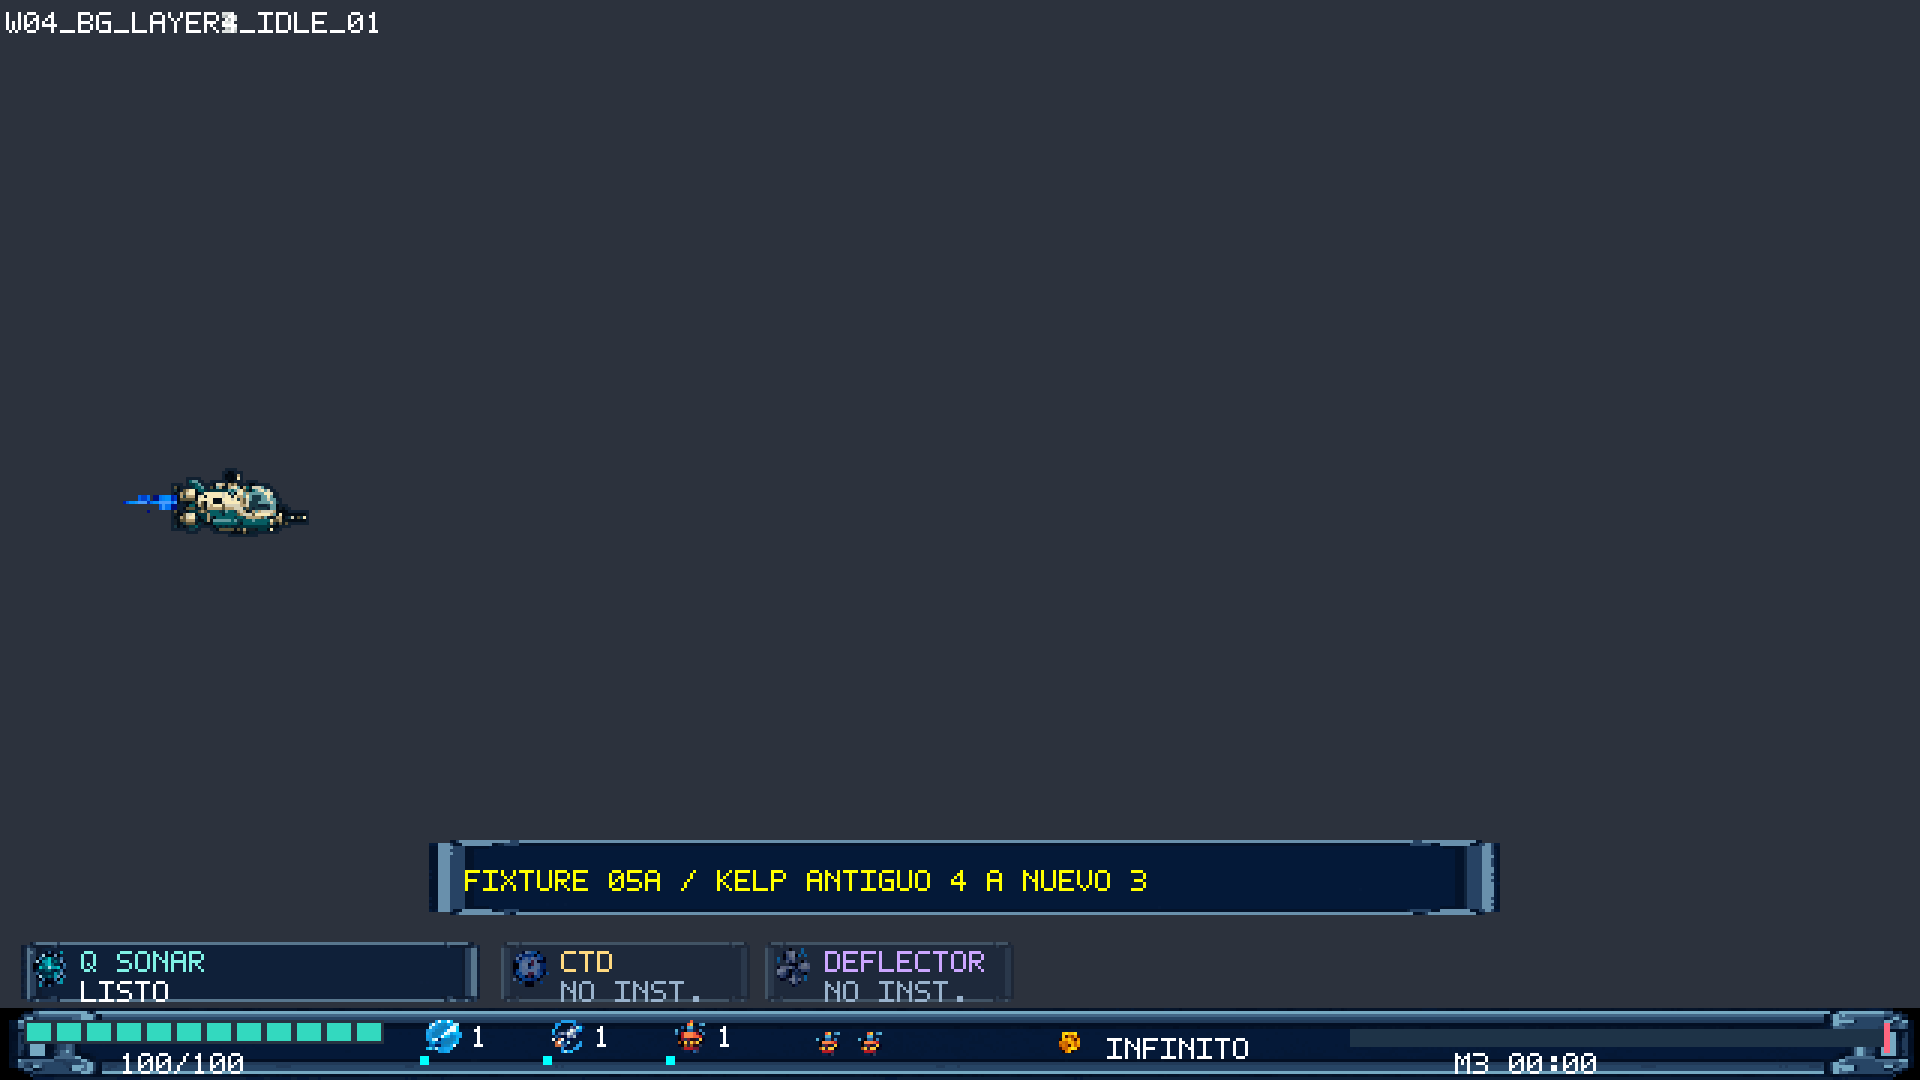 W04_BG_LAYER_IDLE_01
FIXTURE 05A / KELP ANTIGUO 4 A NUEVO 3
Q SONAR
LISTO
CTD
NO INST.
DEFLECTOR
NO INST.
1
1
1
INFINITO
100/100
M3 00:00